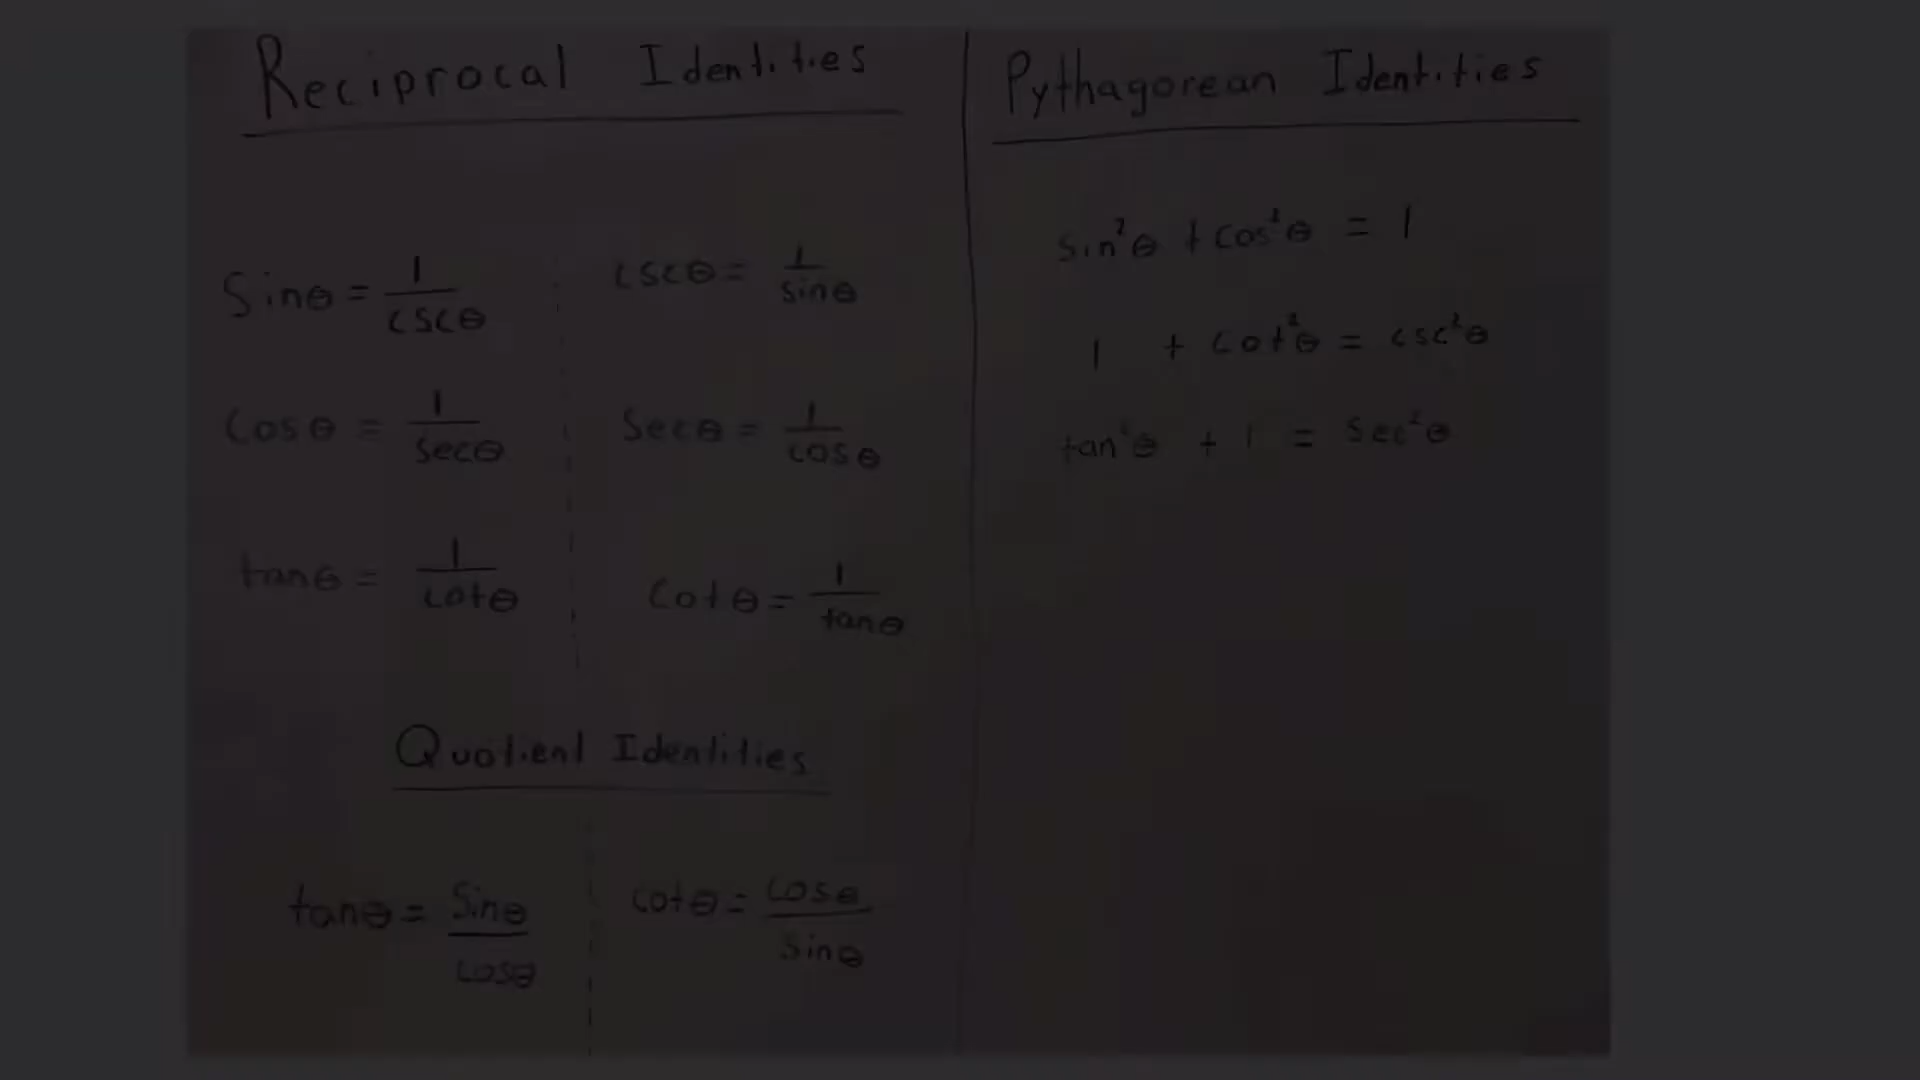 Reciprocal Identities
sinθ = 1/cscθ
cscθ = 1/sinθ
cosθ = 1/secθ
secθ = 1/cosθ
tanθ = 1/cotθ
cotθ = 1/tanθ
Quotient Identities
tanθ = sinθ/cosθ
cotθ = cosθ/sinθ
Pythagorean Identities
sin²θ + cos²θ = 1
1 + cot²θ = csc²θ
tan²θ + 1 = sec²θ